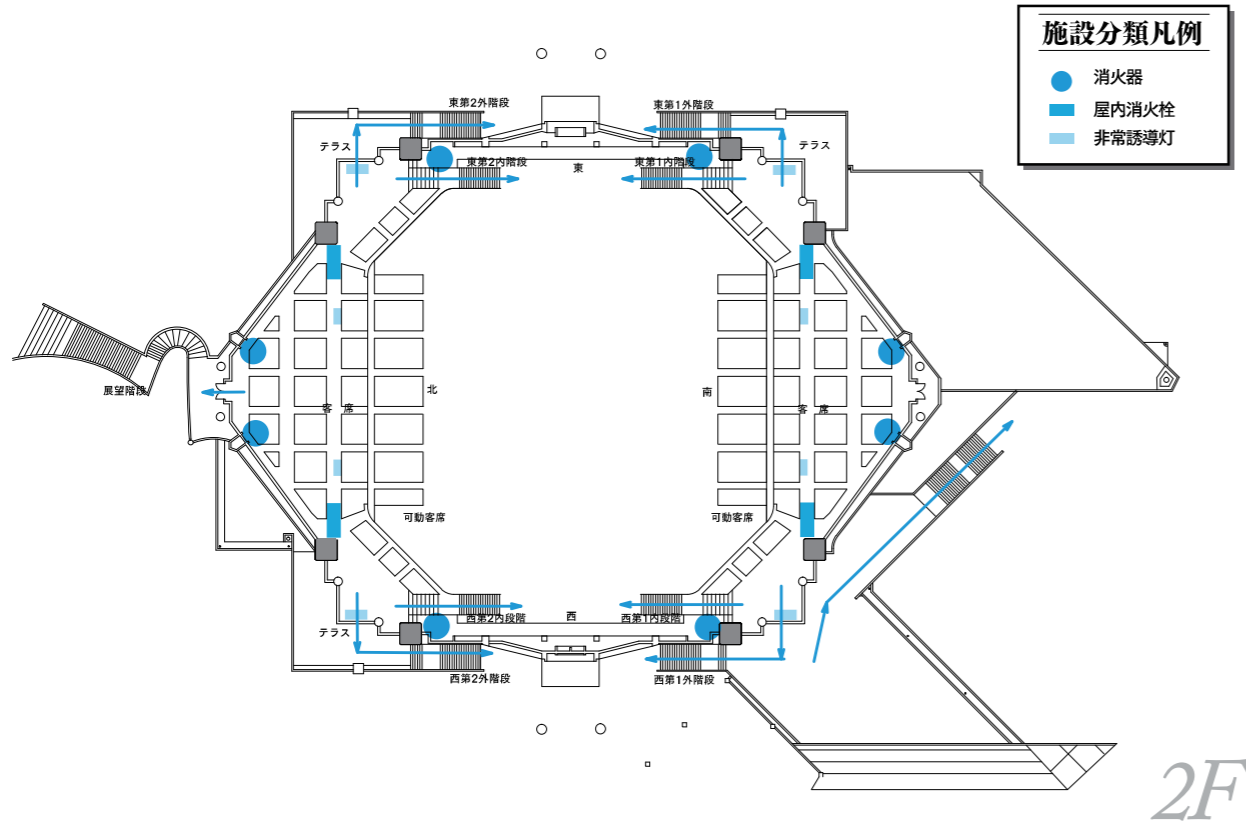 施設分類凡例
消火器
屋内消火栓
非常誘導灯
東第2外階段
東第1外階段
テラス
テラス
東第2内階段
東第1内階段
東
展望階段
北
南
客 席
客 席
可動客席
可動客席
西第2内段階
西
西第1内段階
テラス
西第2外階段
西第1外階段
2F